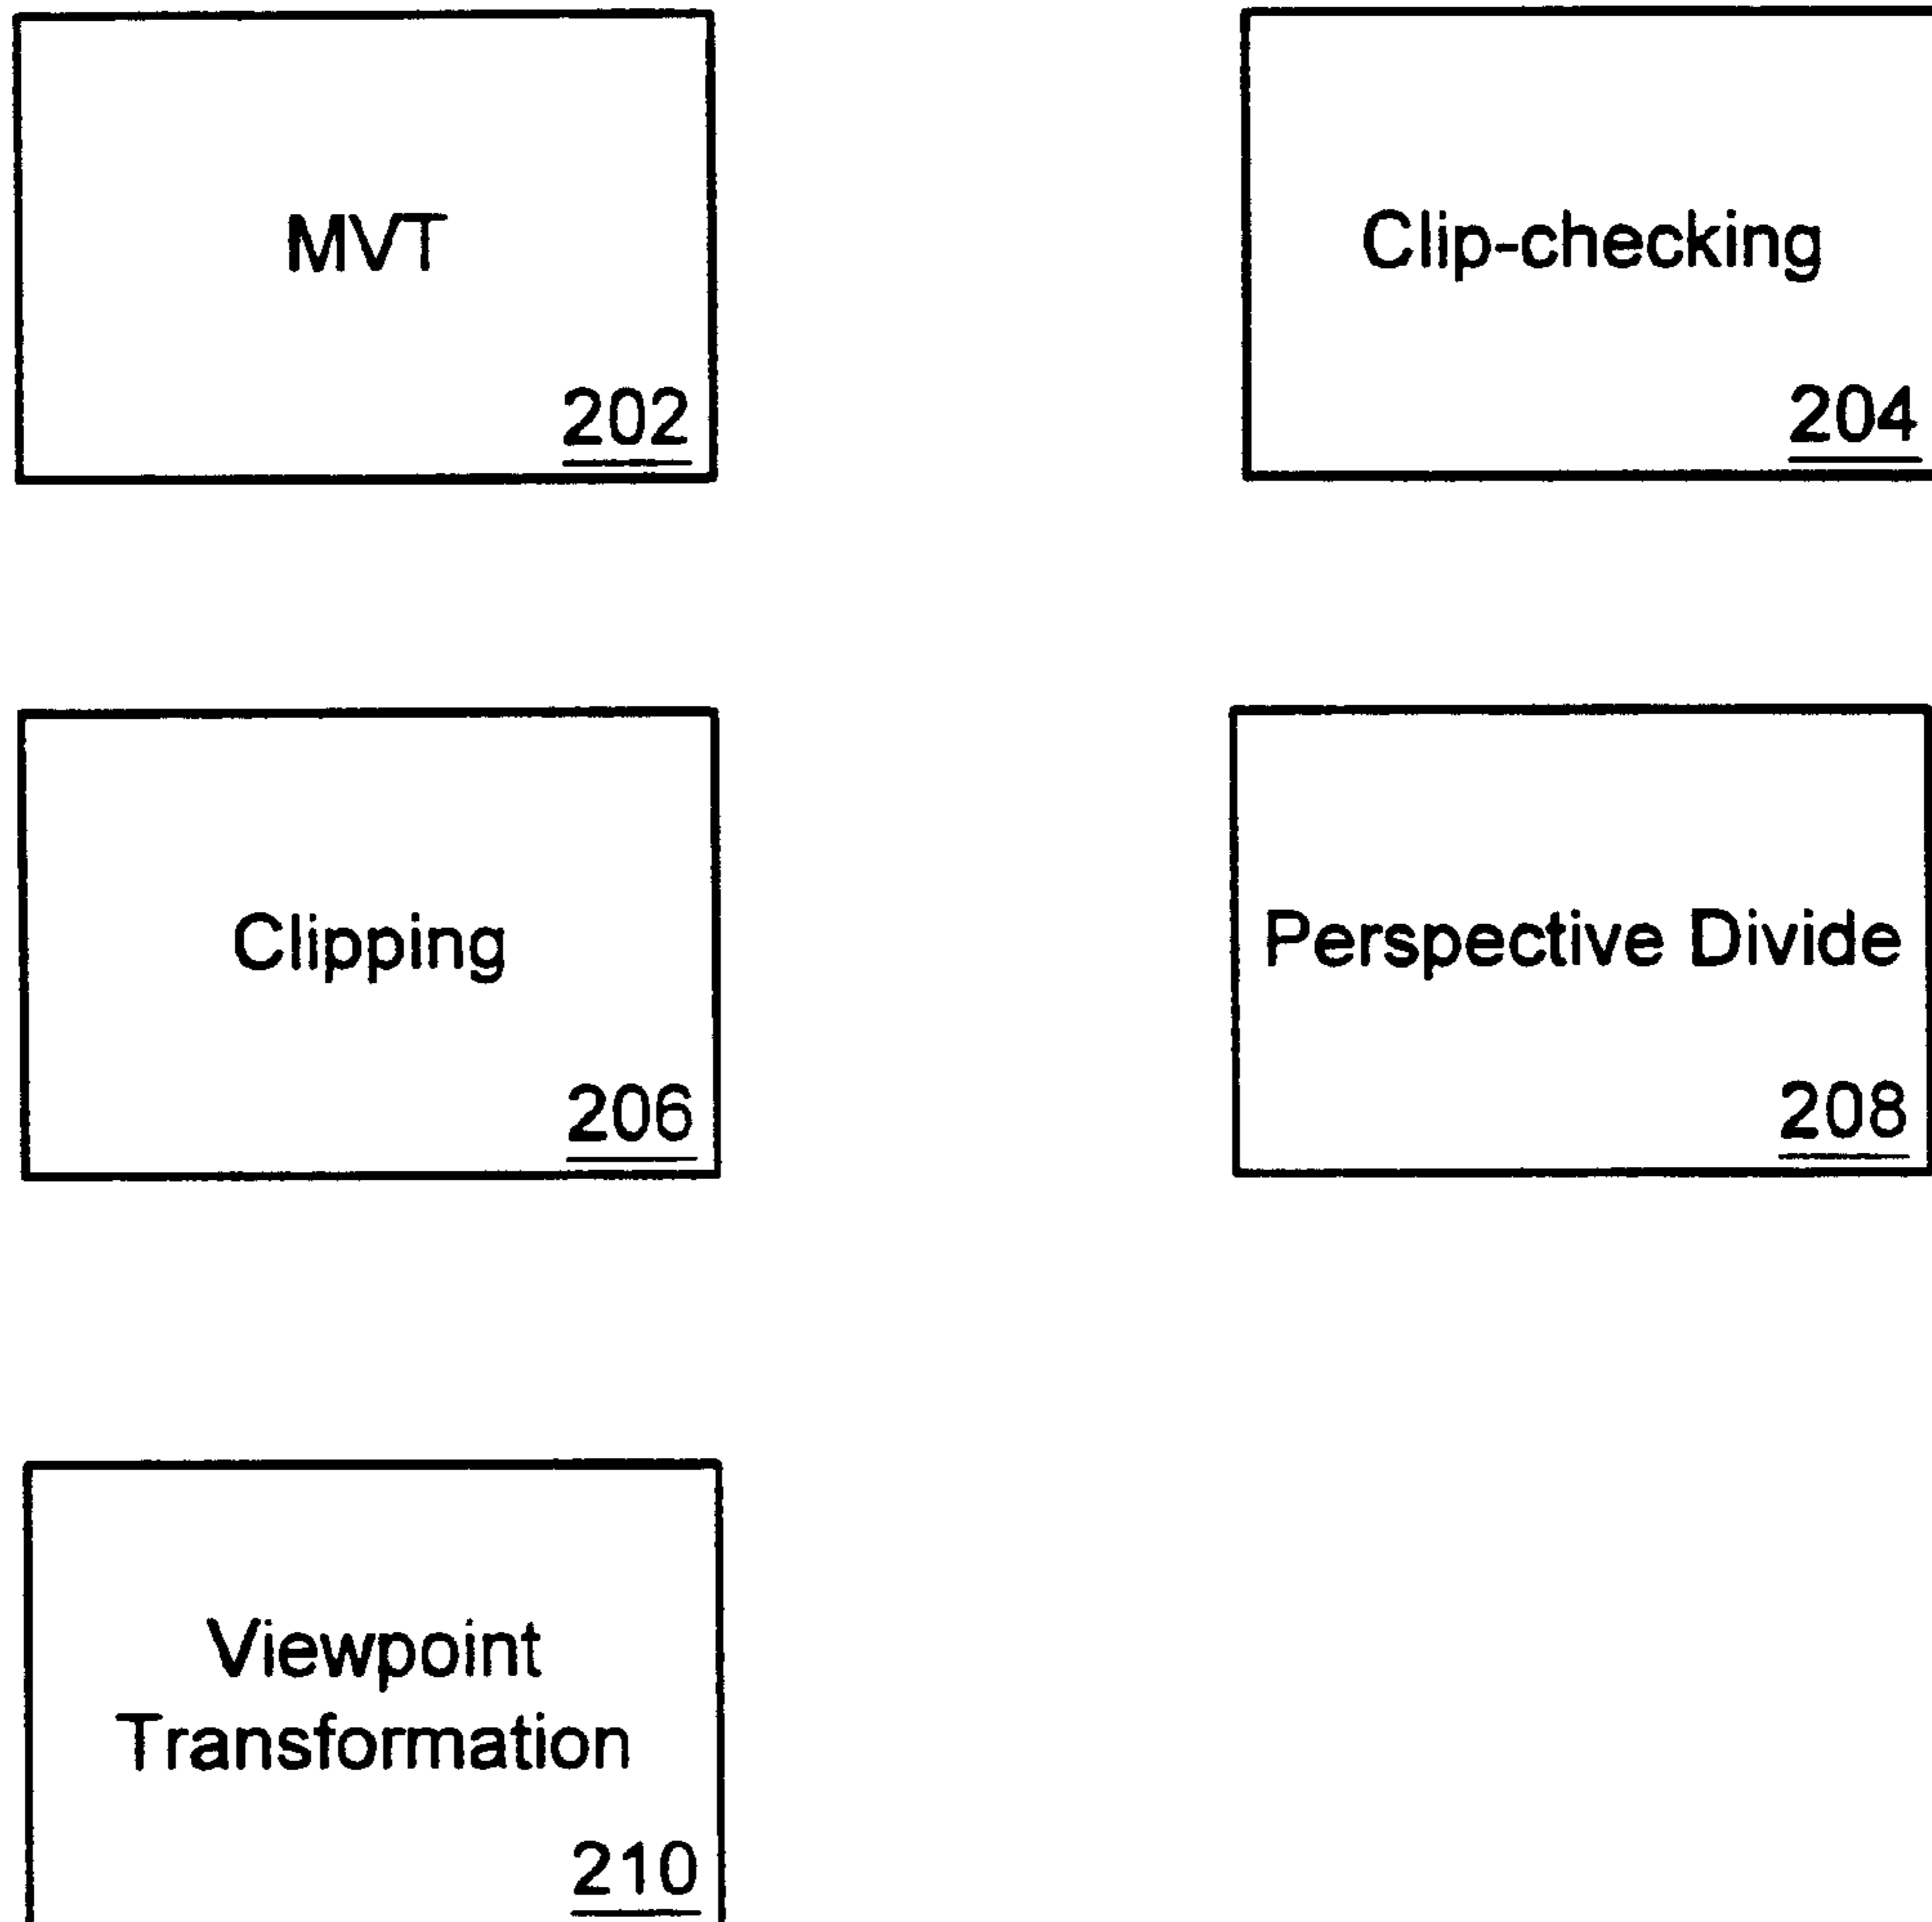 MVT
202
Clip-checking
204
Clipping
206
Perspective Divide
208
Viewpoint
Transformation
210